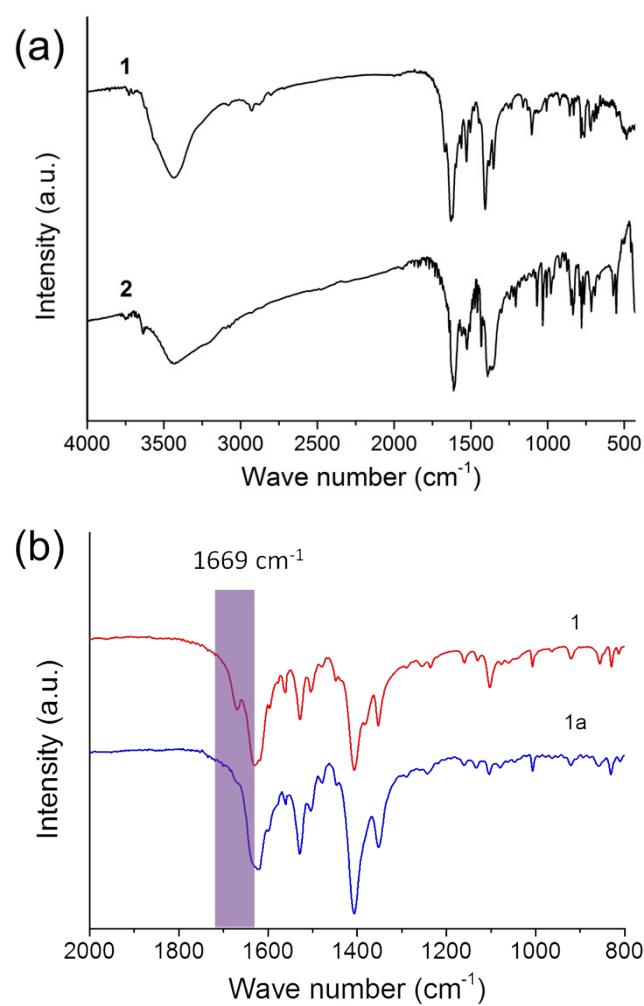 (a)
1
2
Intensity (a.u.)
4000 3500 3000 2500 2000 1500 1000 500
Wave number (cm⁻¹)
(b)
1669 cm⁻¹
1
1a
Intensity (a.u.)
2000 1800 1600 1400 1200 1000 800
Wave number (cm⁻¹)